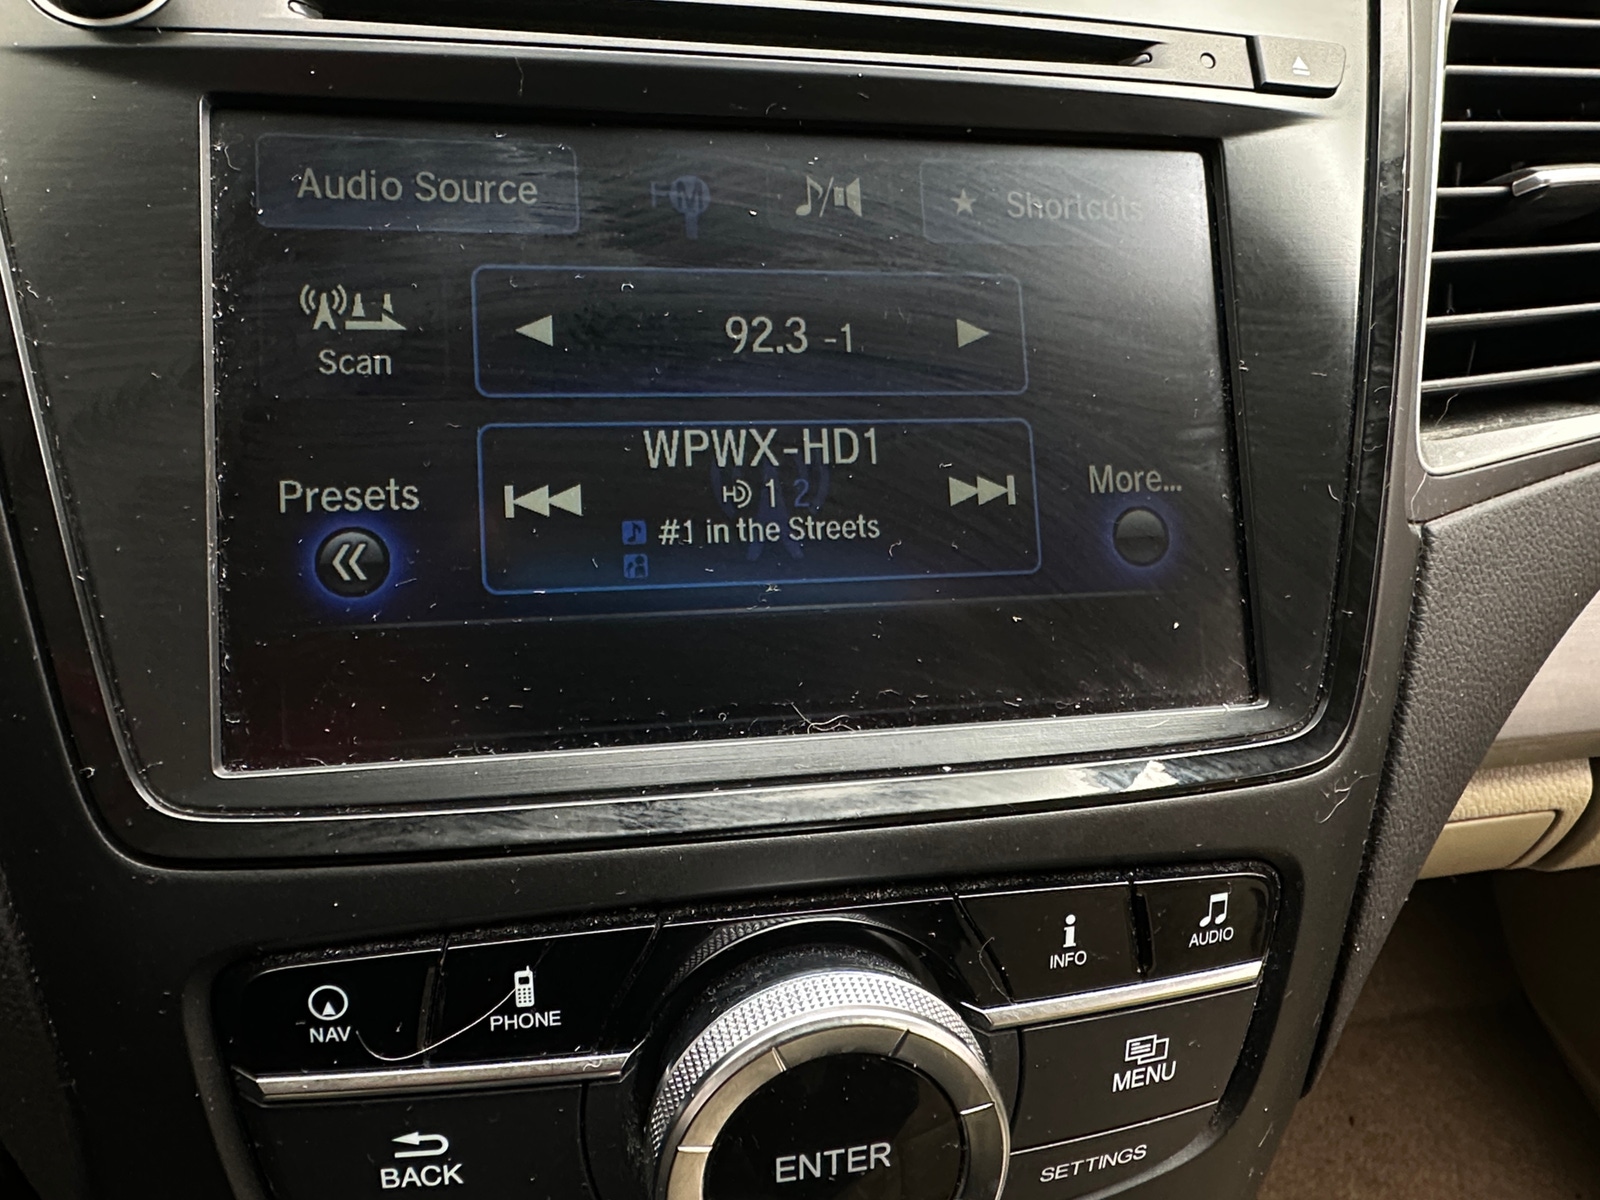 Audio Source
Shortcuts
Scan
92.3 -1
WPWX-HD1
HD 1 2
#1 in the Streets
Presets
More...
NAV
PHONE
INFO
AUDIO
MENU
BACK
ENTER
SETTINGS